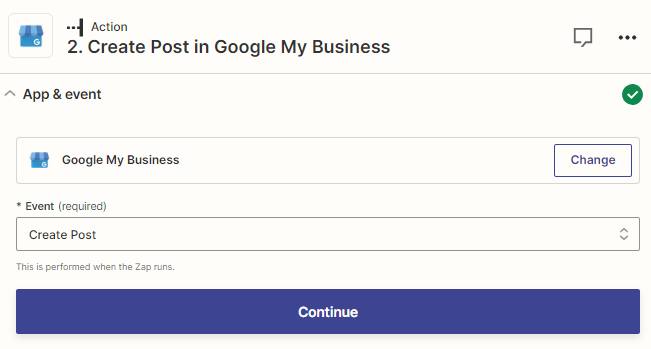 Action
2. Create Post in Google My Business
App & event
Google My Business
Change
* Event (required)
Create Post
This is performed when the Zap runs.
Continue